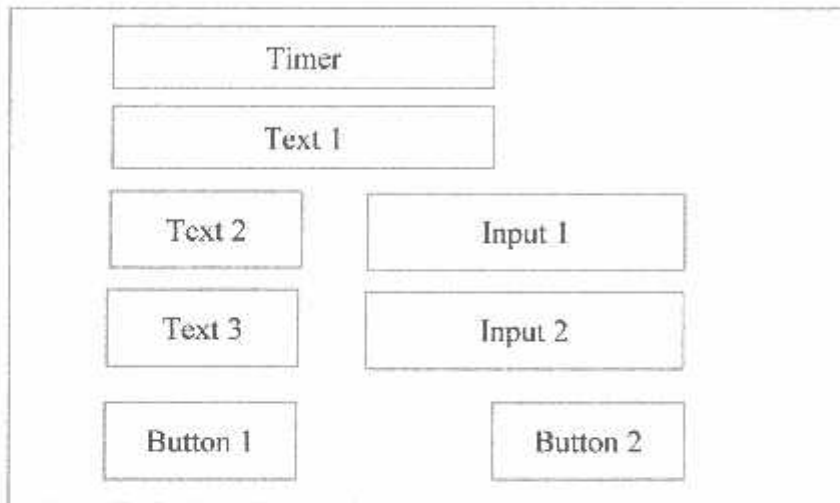 Timer
Text 1
Text 2 Input 1
Text 3 Input 2
Button 1 Button 2